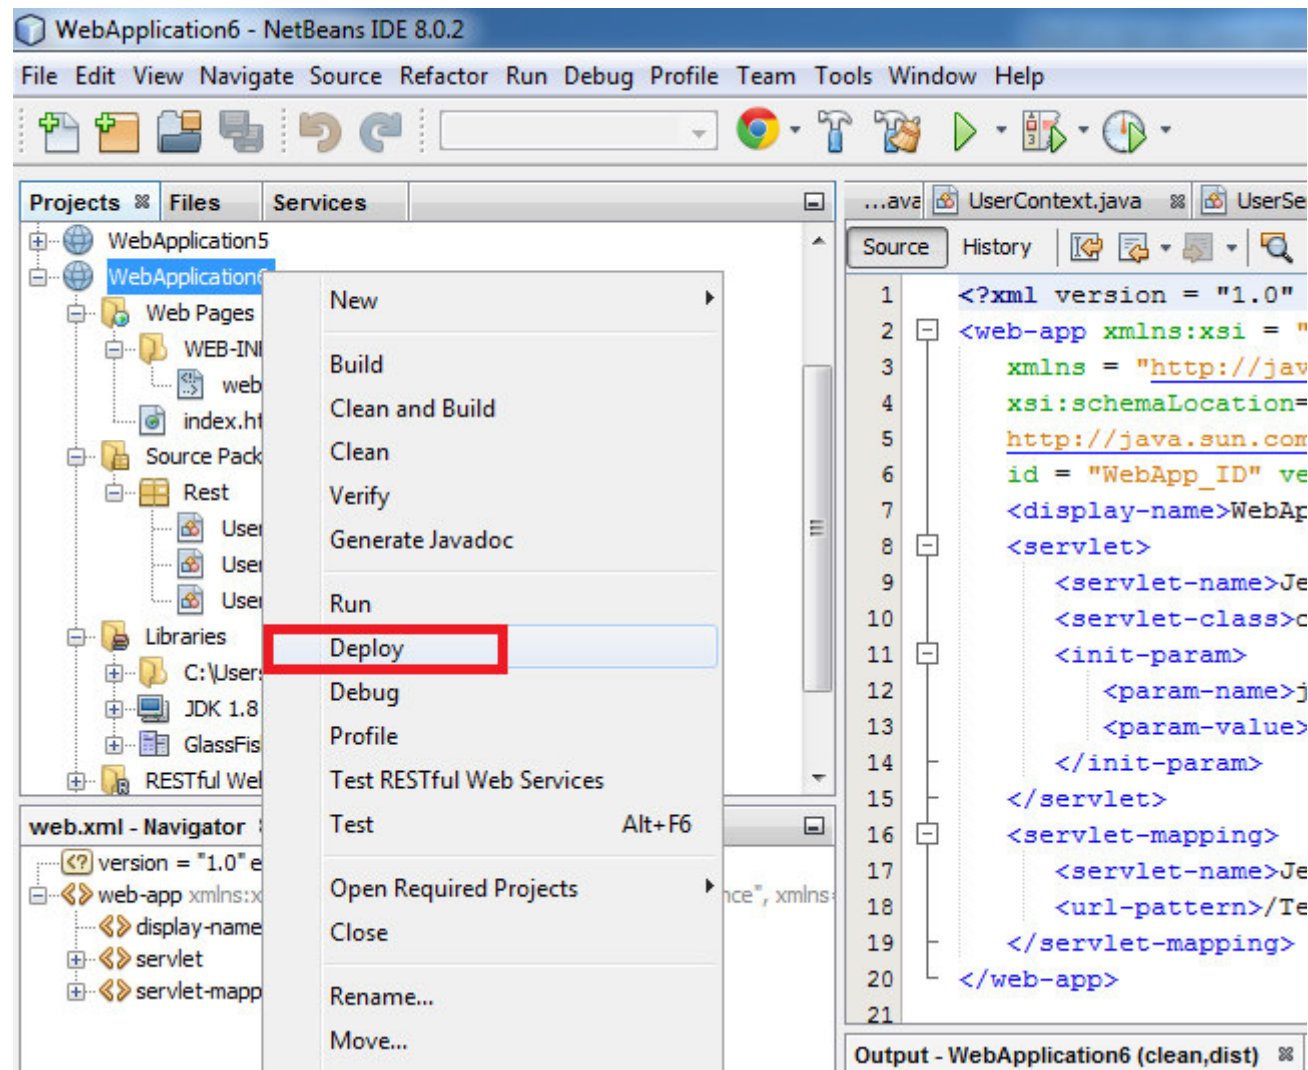 WebApplication6 - NetBeans IDE 8.0.2
File Edit View Navigate Source Refactor Run Debug Profile Team Tools Window Help
Projects Files Services
WebApplication5
WebApplication6
Web Pages
WEB-INF
web
index.ht
Source Pack
Rest
User
User
User
Libraries
C:\Users
JDK 1.8
GlassFis
RESTful Wel
New
Build
Clean and Build
Clean
Verify
Generate Javadoc
Run
Deploy
Debug
Profile
Test RESTful Web Services
Test Alt+F6
Open Required Projects
Close
Rename...
Move...
web.xml - Navigator
version = "1.0" e
web-app xmlns:x nce", xmlns
display-name
servlet
servlet-mapp
...ava UserContext.java UserSe
Source History
1 <?xml version = "1.0"
2 <web-app xmlns:xsi = "
3 xmlns = "http://jav
4 xsi:schemaLocation=
5 http://java.sun.com
6 id = "WebApp_ID" ve
7 <display-name>WebAp
8 <servlet>
9 <servlet-name>Je
10 <servlet-class>c
11 <init-param>
12 <param-name>j
13 <param-value>
14 </init-param>
15 </servlet>
16 <servlet-mapping>
17 <servlet-name>Je
18 <url-pattern>/Te
19 </servlet-mapping>
20 </web-app>
21
Output - WebApplication6 (clean,dist)